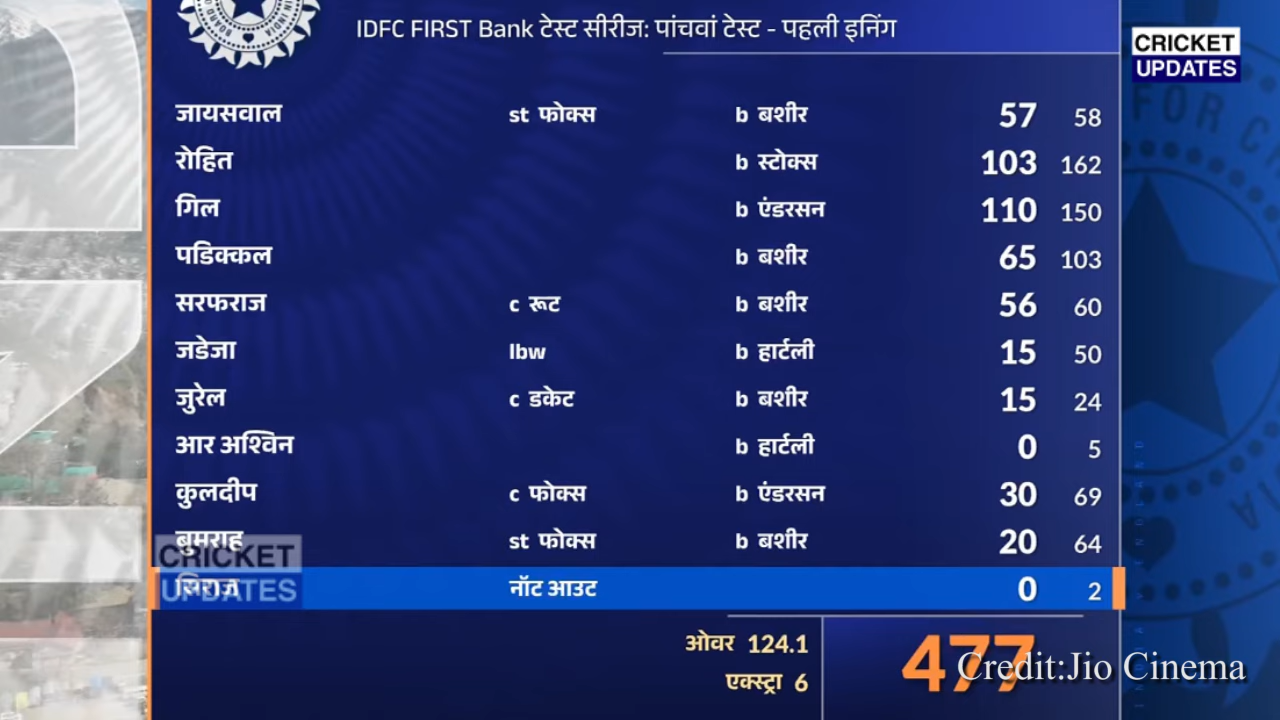 IDFC FIRST Bank टेस्ट सीरीज: पांचवां टेस्ट - पहली इनिंग
CRICKET
UPDATES
जायसवाल st फोक्स b बशीर 57 58
रोहित b स्टोक्स 103 162
गिल b एंडरसन 110 150
पडिक्कल b बशीर 65 103
सरफराज c रूट b बशीर 56 60
जडेजा lbw b हार्टली 15 50
जुरेल c डकेट b बशीर 15 24
आर अश्विन b हार्टली 0 5
कुलदीप c फोक्स b एंडरसन 30 69
बुमराह st फोक्स b बशीर 20 64
CRICKET
सिराज नॉट आउट 0 2
UPDATES
ओवर 124.1
एक्स्ट्रा 6
477
Credit:Jio Cinema